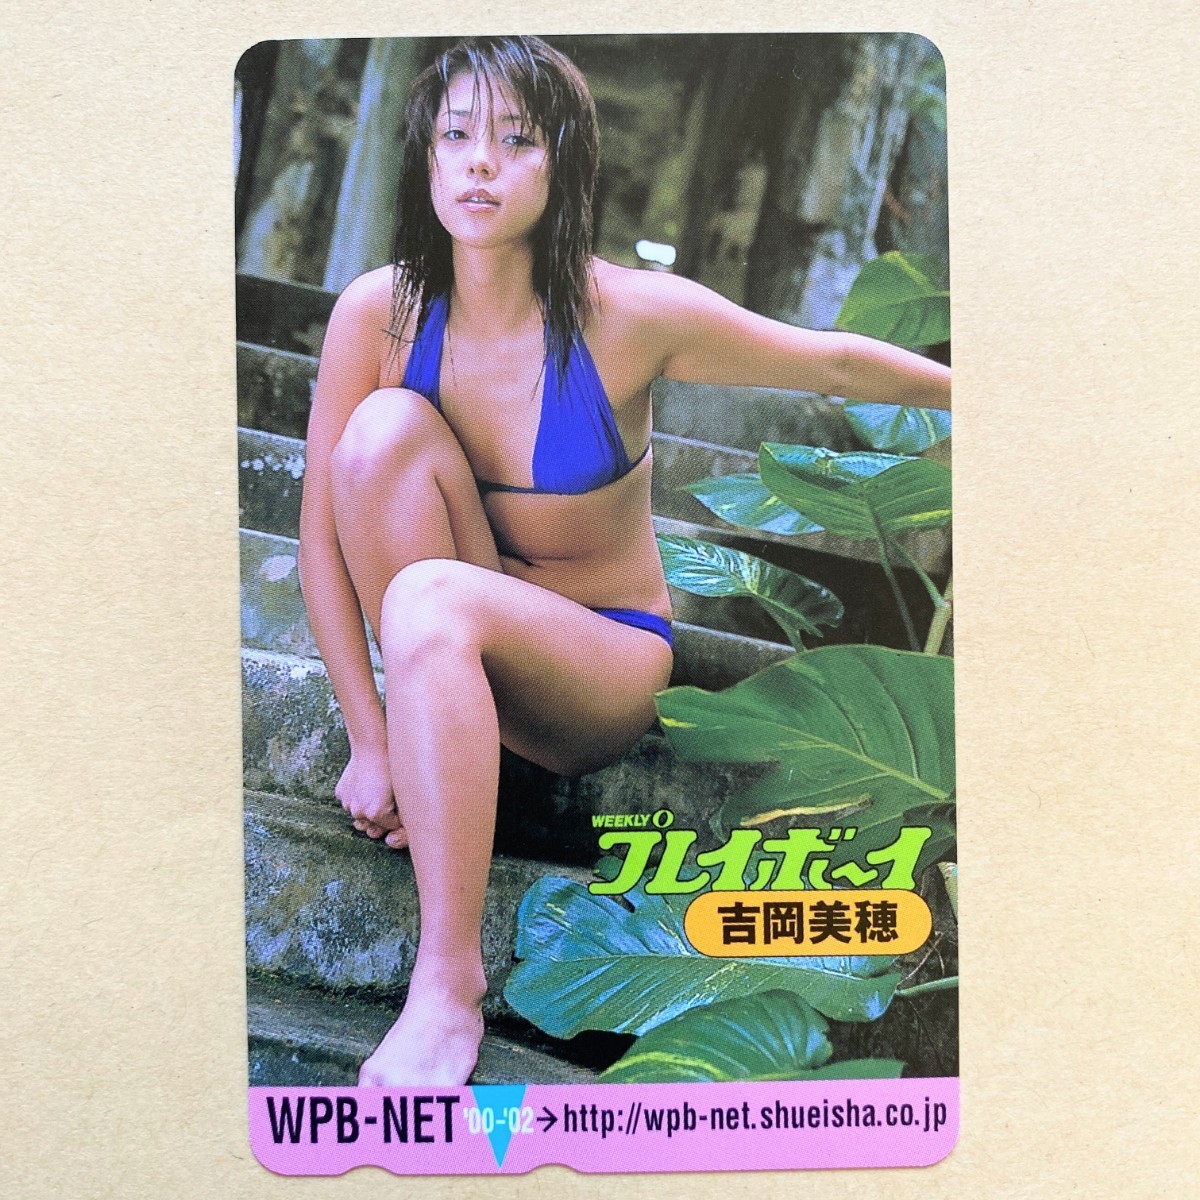 WEEKLY
プレイボーイ
吉岡美穂
WPB-NET '00-'02→http://wpb-net.shueisha.co.jp